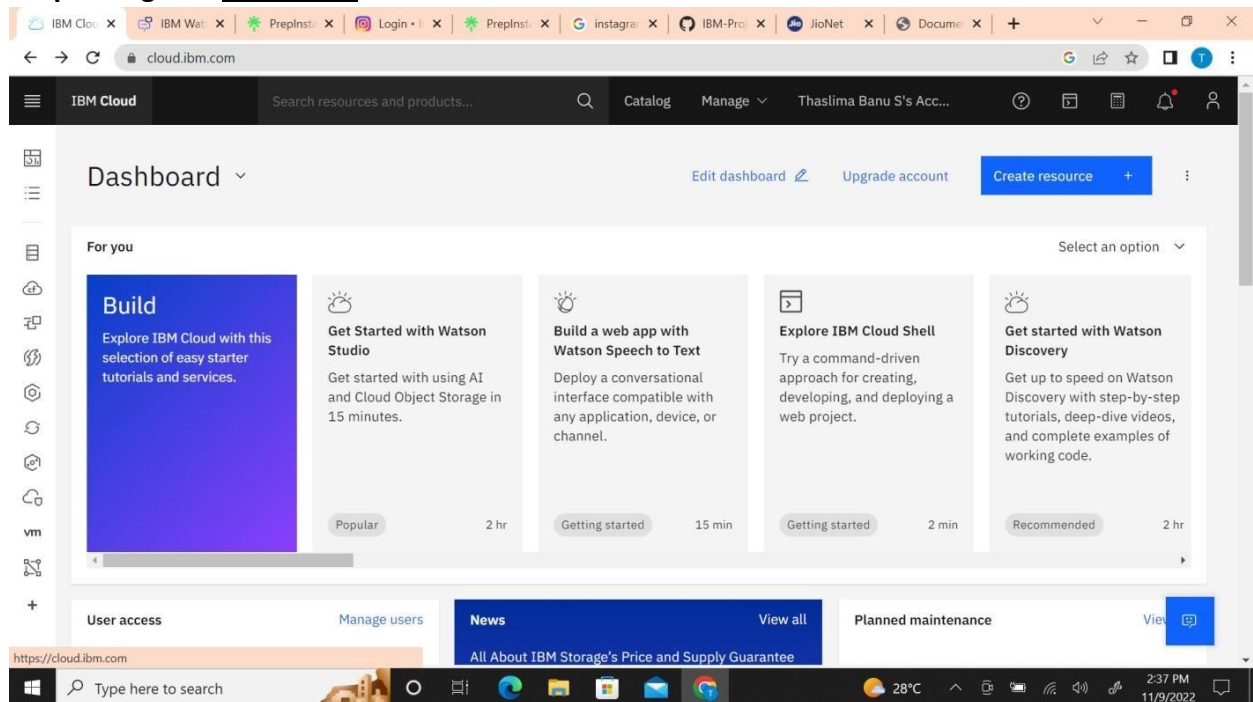 IBM Clou
IBM Wat
PrepInsta
Login • I
PrepInsta
instagrar
IBM-Proj
Jio
JioNet
Docume
cloud.ibm.com
G
T
IBM Cloud
Search resources and products...
Catalog
Manage
Thaslima Banu S's Acc...
Dashboard
Edit dashboard
Upgrade account
Create resource +
For you
Select an option
Build
Explore IBM Cloud with this
selection of easy starter
tutorials and services.
Get Started with Watson
Studio
Get started with using AI
and Cloud Object Storage in
15 minutes.
Popular
2 hr
Build a web app with
Watson Speech to Text
Deploy a conversational
interface compatible with
any application, device, or
channel.
Getting started
15 min
Explore IBM Cloud Shell
Try a command-driven
approach for creating,
developing, and deploying a
web project.
Getting started
2 min
Get started with Watson
Discovery
Get up to speed on Watson
Discovery with step-by-step
tutorials, deep-dive videos,
and complete examples of
working code.
Recommended
2 hr
cf
vm
User access
Manage users
News
View all
All About IBM Storage's Price and Supply Guarantee
Planned maintenance
View
https://cloud.ibm.com
Type here to search
28°C
2:37 PM
11/9/2022